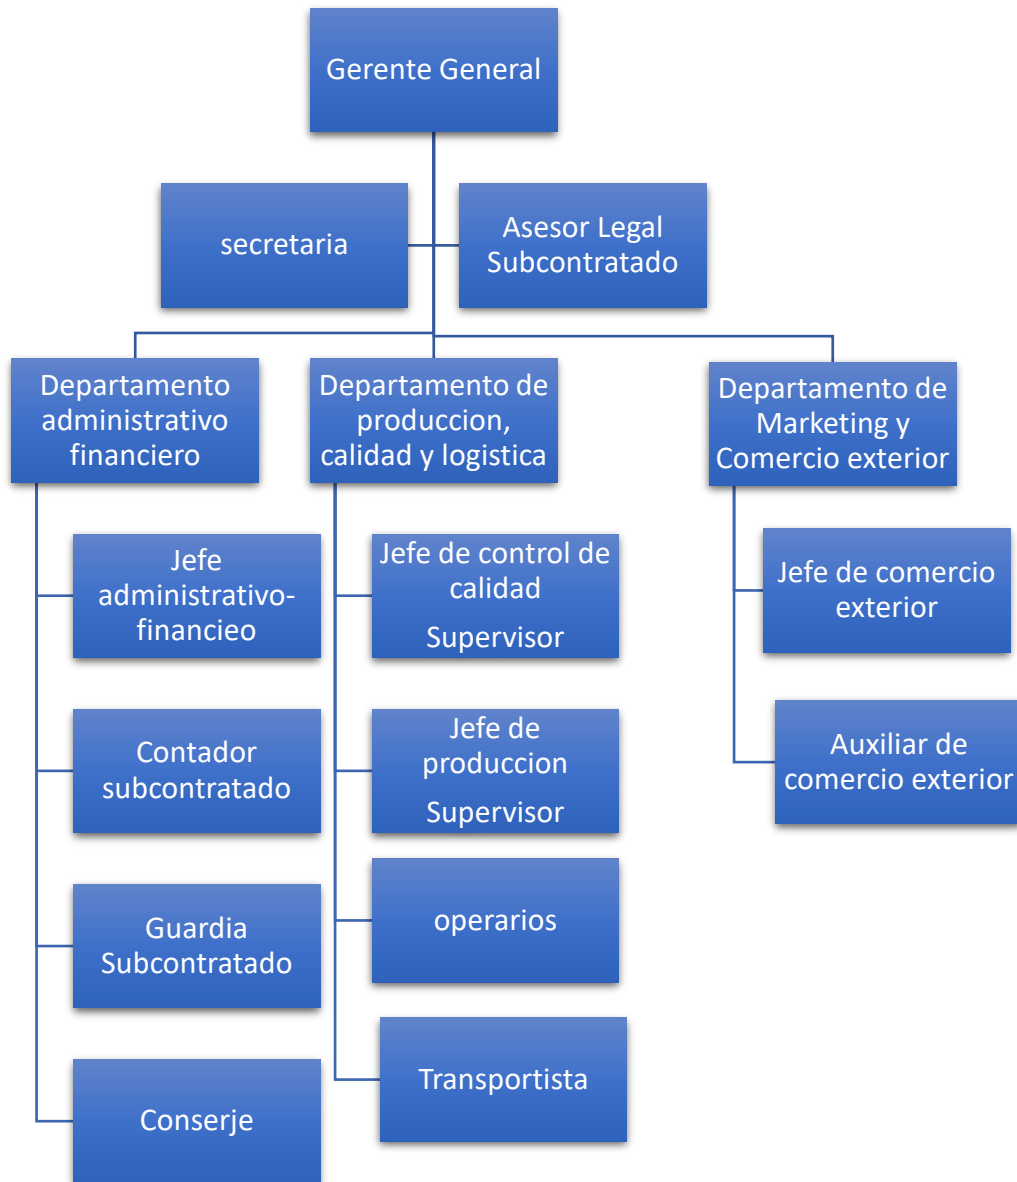 Gerente General
secretaria
Asesor Legal
Subcontratado
Departamento
administrativo
financiero
Departamento de
produccion,
calidad y logistica
Departamento de
Marketing y
Comercio exterior
Jefe
administrativo-
financieo
Contador
subcontratado
Guardia
Subcontratado
Conserje
Jefe de control de
calidad
Supervisor
Jefe de
produccion
Supervisor
operarios
Transportista
Jefe de comercio
exterior
Auxiliar de
comercio exterior